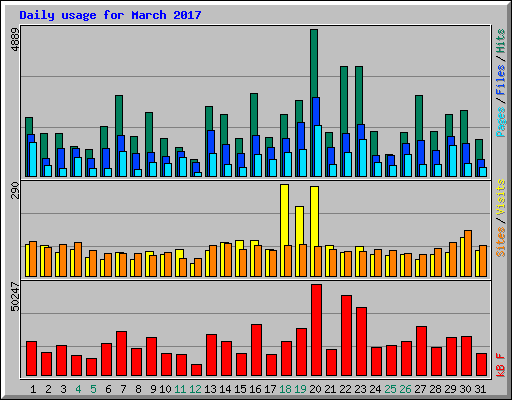 Daily usage for March 2017
4889
Pages / Files / Hits
290
Sites / Visits
50247
kB F
1 2 3 4 5 6 7 8 9 10 11 12 13 14 15 16 17 18 19 20 21 22 23 24 25 26 27 28 29 30 31